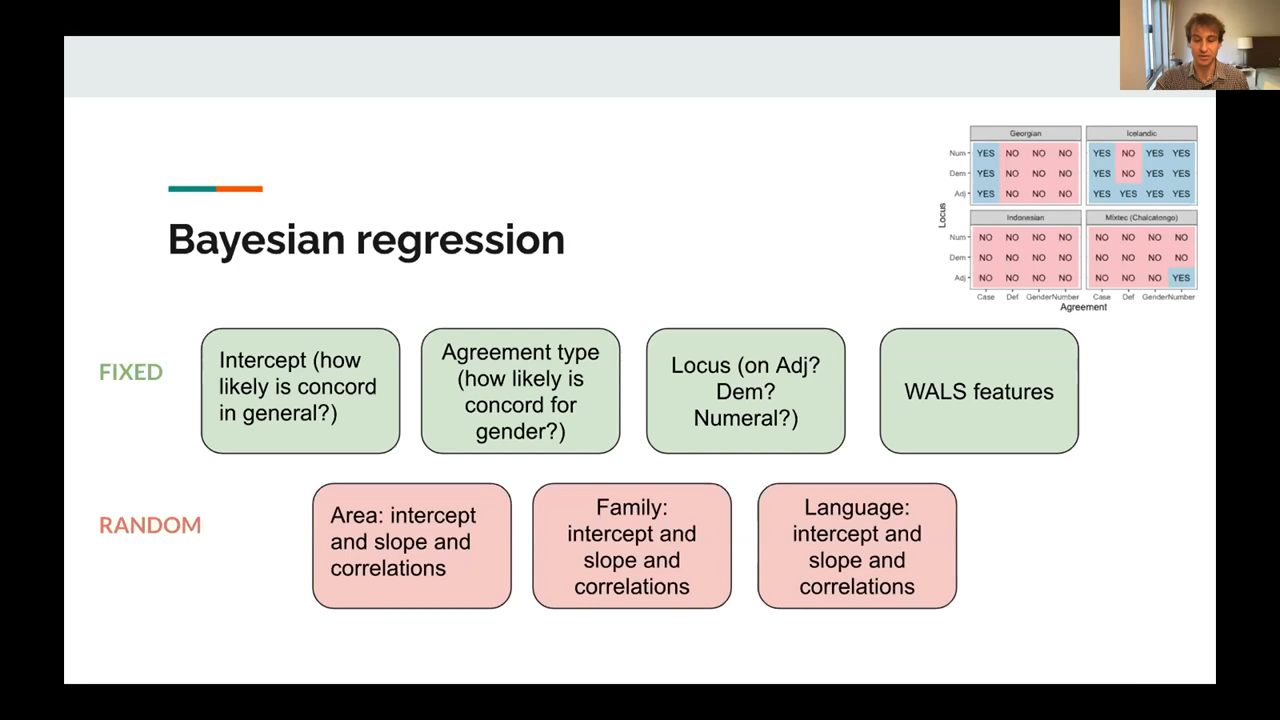 Georgian Icelandic
Num YES NO NO NO YES NO YES YES
Dem YES NO NO NO YES NO YES YES
Adj YES NO NO NO YES YES YES YES
Locus
Indonesian Mixtec (Chalcatongo)
Num NO NO NO NO NO NO NO NO
Dem NO NO NO NO NO NO NO NO
Adj NO NO NO NO NO NO NO YES
Case Def Gender Number Case Def Gender Number
Agreement
Bayesian regression
FIXED
Intercept (how
likely is concord
in general?)
Agreement type
(how likely is
concord for
gender?)
Locus (on Adj?
Dem?
Numeral?)
WALS features
RANDOM
Area: intercept
and slope and
correlations
Family:
intercept and
slope and
correlations
Language:
intercept and
slope and
correlations